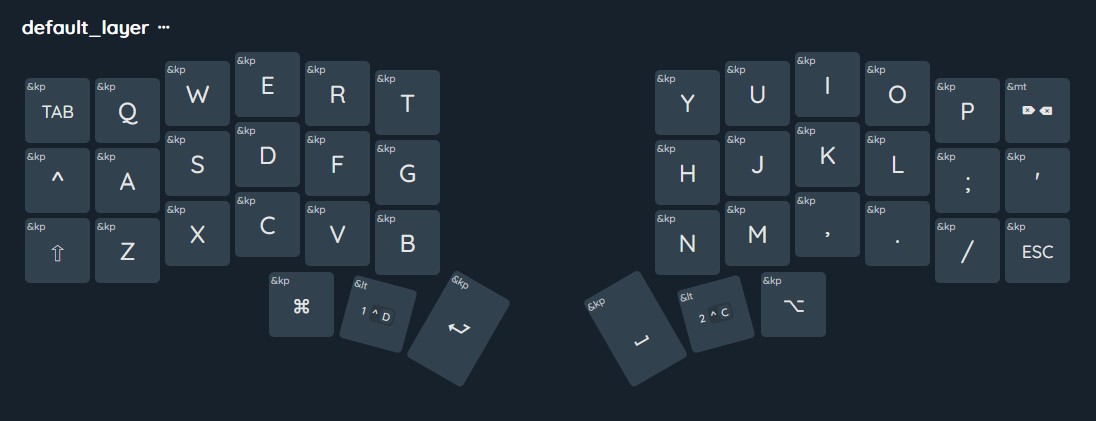 default_layer ···
&kp TAB &kp Q &kp W &kp E &kp R &kp T &kp Y &kp U &kp I &kp O &kp P &mt
&kp ^ &kp A &kp S &kp D &kp F &kp G &kp H &kp J &kp K &kp L &kp ; &kp '
&kp ⇧ &kp Z &kp X &kp C &kp V &kp B &kp N &kp M &kp , &kp . &kp / &kp ESC
&kp ⌘ &lt 1 ^ D &kp ↵ &kp ⎵ &lt 2 ^ C &kp ⌥